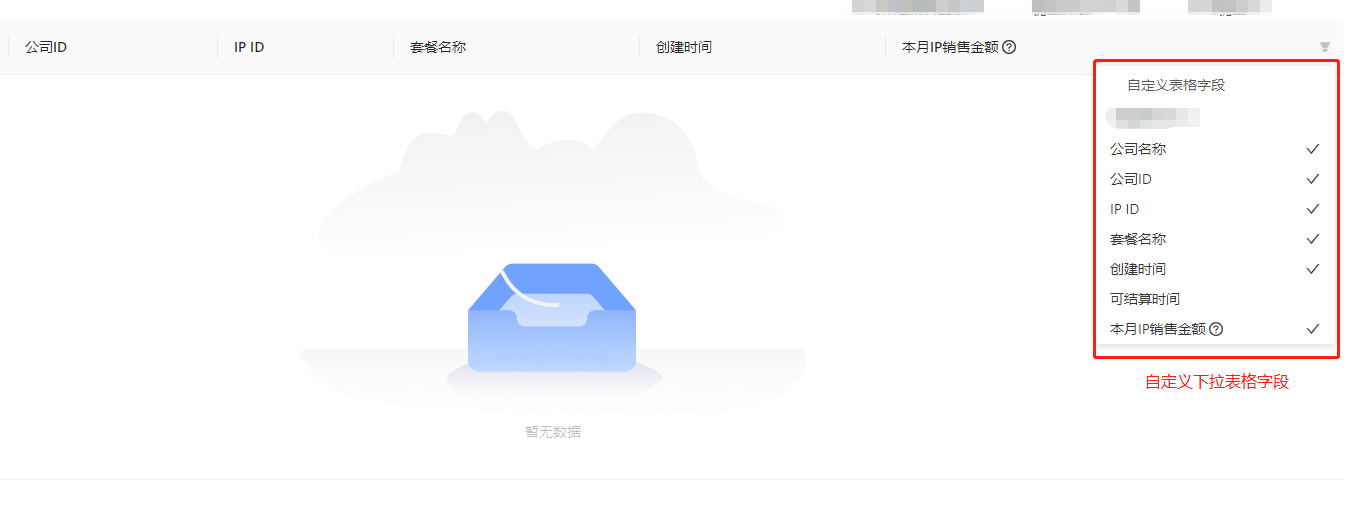 公司ID
IP ID
套餐名称
创建时间
本月IP销售金额
自定义表格字段
公司名称
公司ID
IP ID
套餐名称
创建时间
可结算时间
本月IP销售金额
自定义下拉表格字段
暂无数据